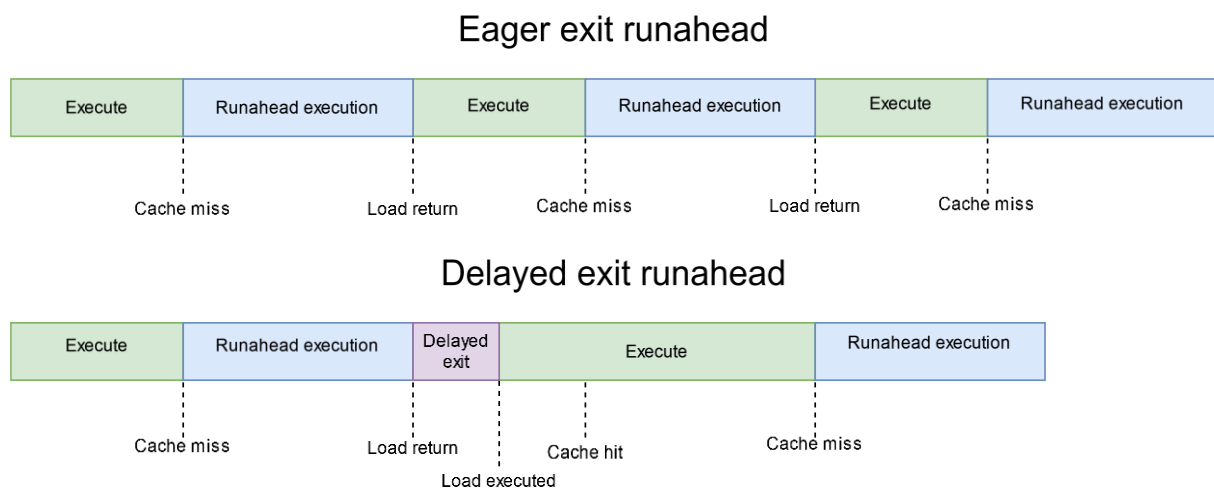 Eager exit runahead
Execute
Runahead execution
Execute
Runahead execution
Execute
Runahead execution
Cache miss
Load return
Cache miss
Load return
Cache miss
Delayed exit runahead
Execute
Runahead execution
Delayed
exit
Execute
Runahead execution
Cache miss
Load return
Load executed
Cache hit
Cache miss